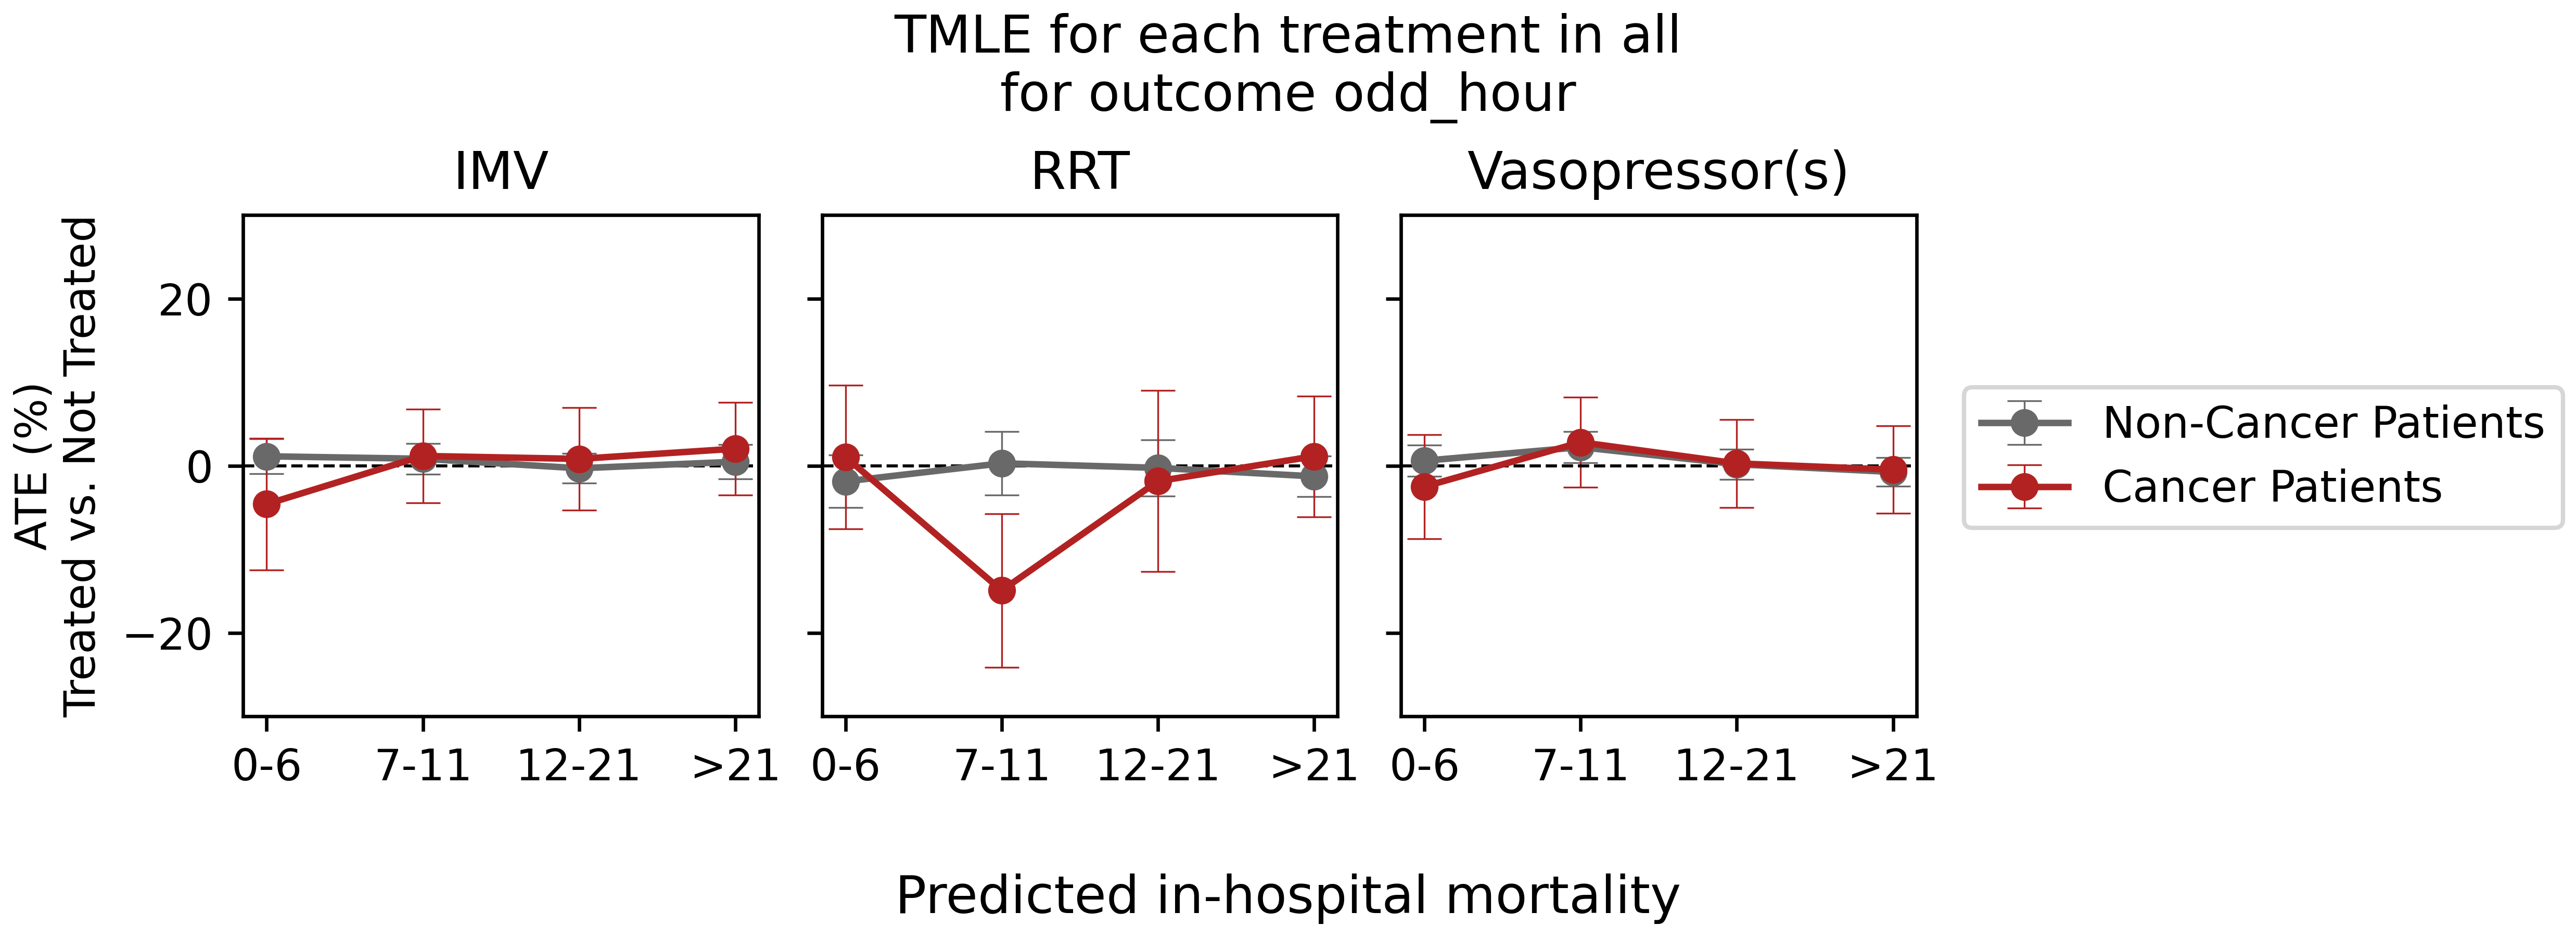 TMLE for each treatment in all
for outcome odd_hour
IMV
RRT
Vasopressor(s)
ATE (%)
Treated vs. Not Treated
20
0
−20
0-6
7-11
12-21
>21
0-6
7-11
12-21
>21
0-6
7-11
12-21
>21
Non-Cancer Patients
Cancer Patients
Predicted in-hospital mortality